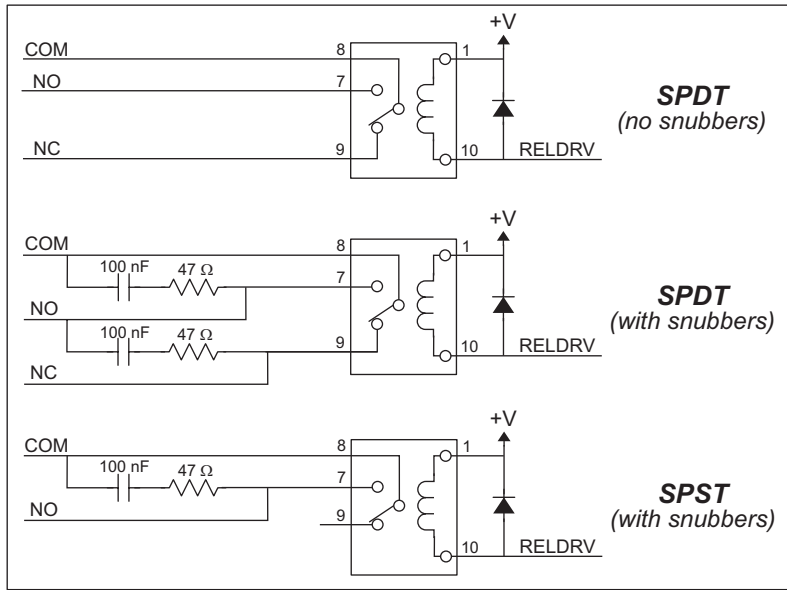 +V
COM 8 1
NO 7
SPDT
(no snubbers)
NC 9 10 RELDRV
+V
COM 8 1
100 nF 47 Ω 7
NO
SPDT
(with snubbers)
100 nF 47 Ω 9 10 RELDRV
NC
+V
COM 8 1
100 nF 47 Ω 7
NO 9
SPST
(with snubbers)
10 RELDRV